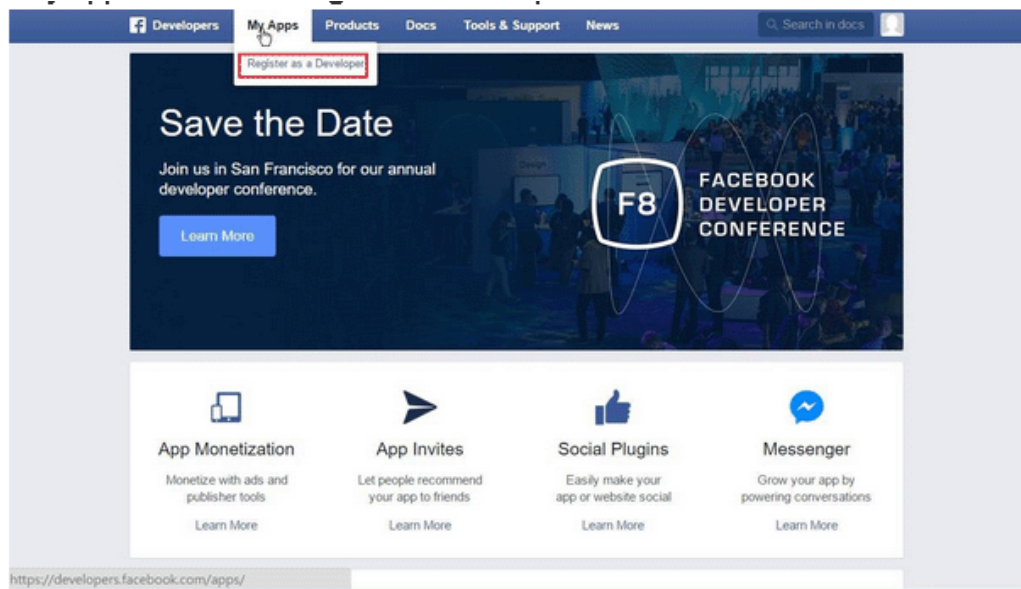 Developers My Apps Products Docs Tools & Support News Search in docs
Register as a Developer
Save the Date
Join us in San Francisco for our annual
developer conference.
Learn More
Design
F8
FACEBOOK
DEVELOPER
CONFERENCE
App Monetization
Monetize with ads and
publisher tools
Learn More
App Invites
Let people recommend
your app to friends
Learn More
Social Plugins
Easily make your
app or website social
Learn More
Messenger
Grow your app by
powering conversations
Learn More
https://developers.facebook.com/apps/